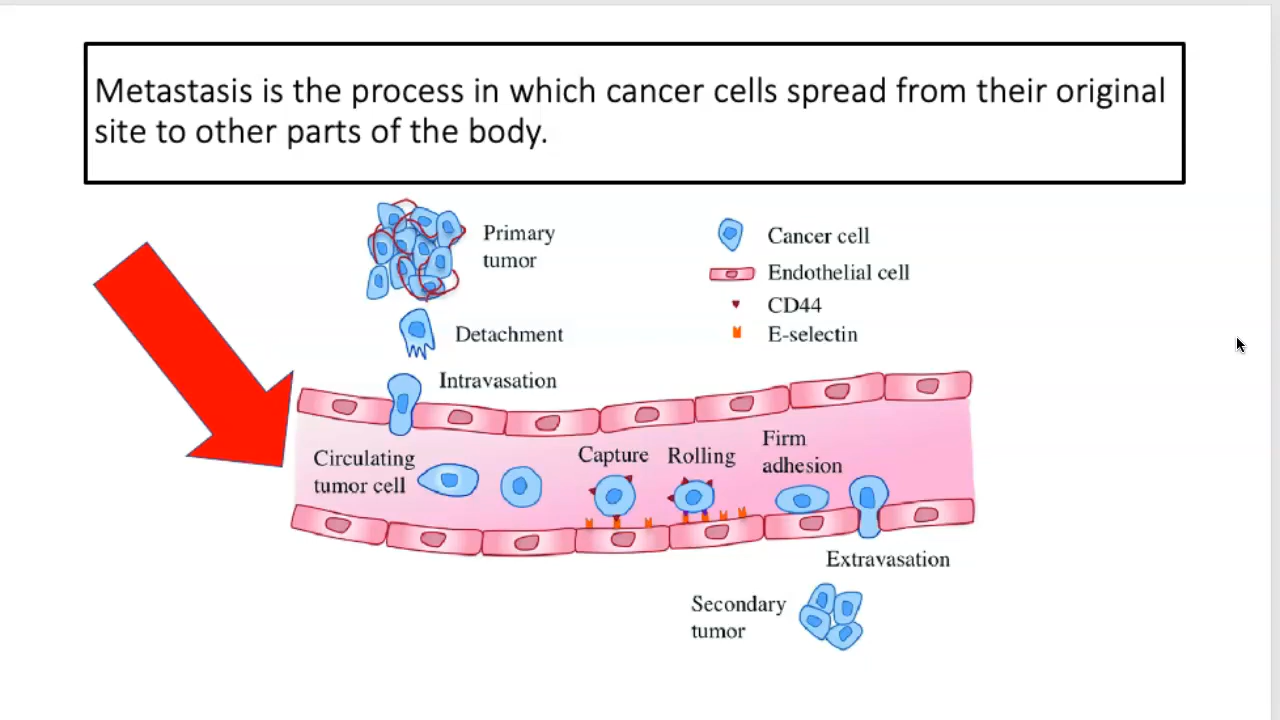 Metastasis is the process in which cancer cells spread from their original
site to other parts of the body.
Primary
tumor
Cancer cell
Endothelial cell
CD44
E-selectin
Detachment
Intravasation
Circulating
tumor cell
Capture
Rolling
Firm
adhesion
Extravasation
Secondary
tumor